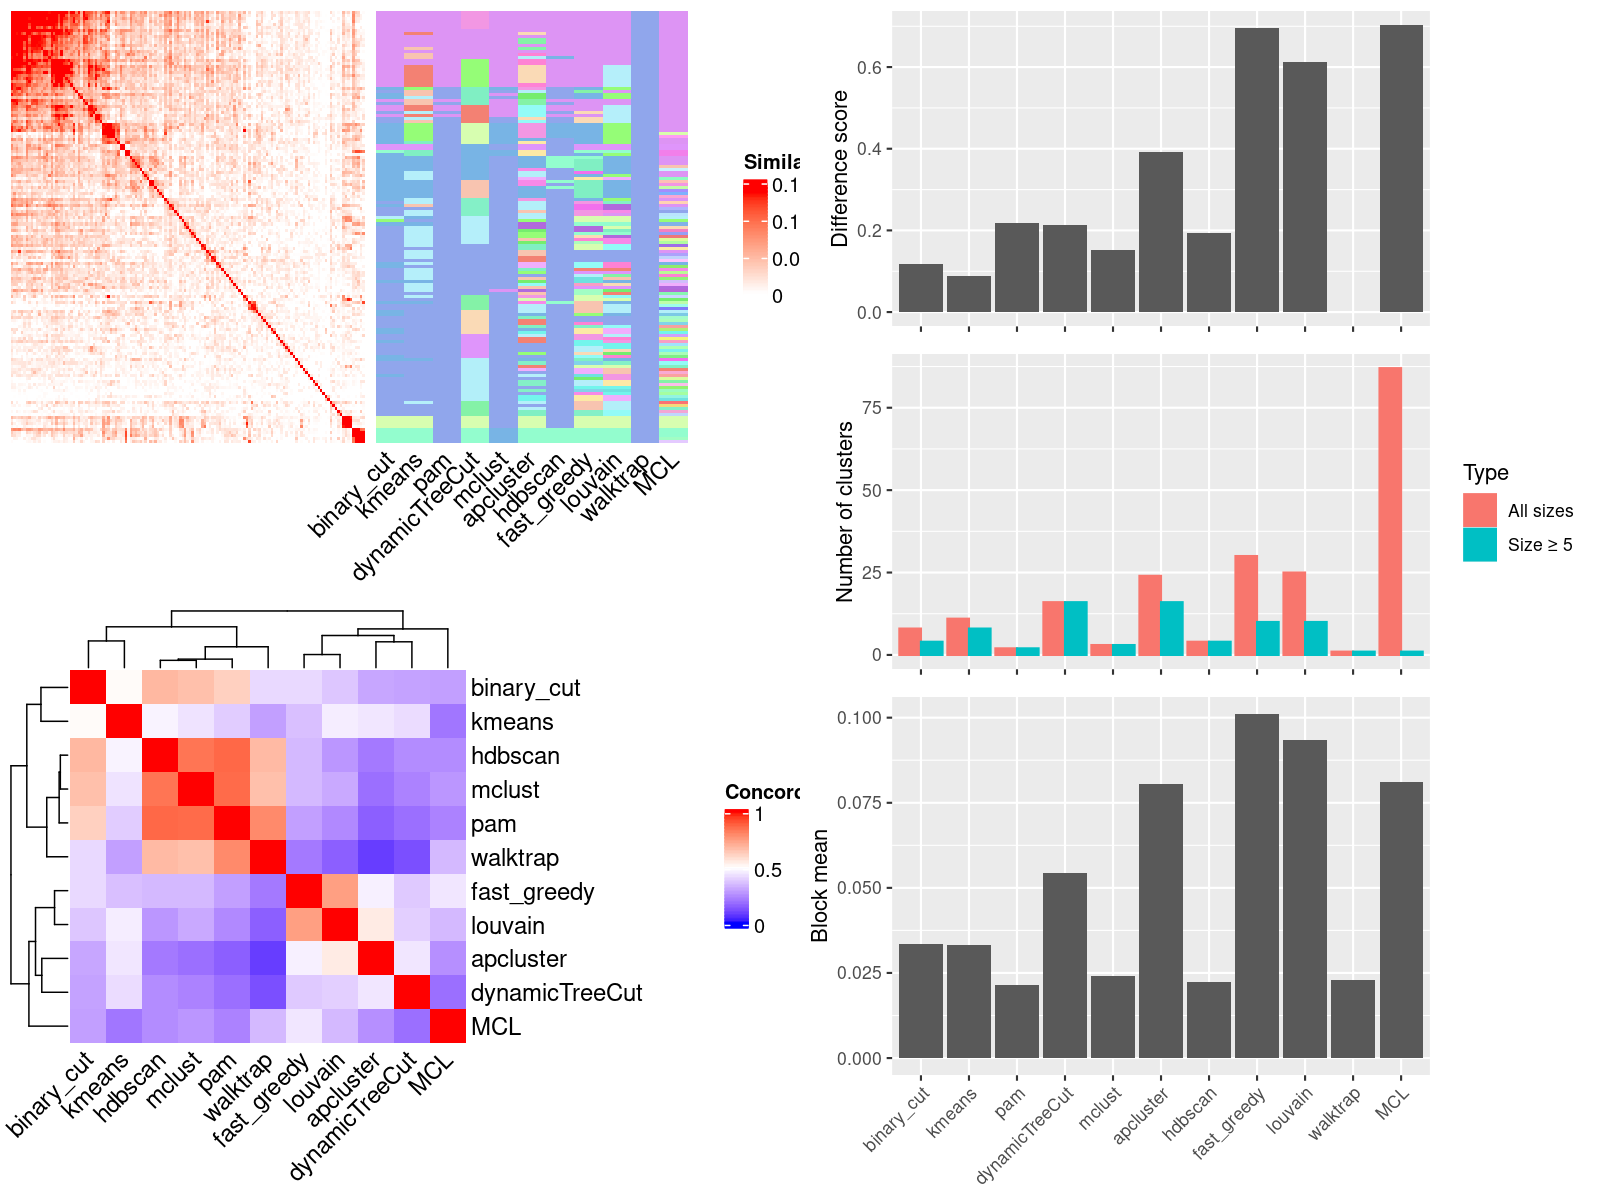 Simila
0.1
0.1
0.0
0
binary_cut
kmeans
pam
dynamicTreeCut
mclust
apcluster
hdbscan
fast_greedy
louvain
walktrap
MCL
binary_cut
kmeans
hdbscan
mclust
pam
walktrap
fast_greedy
louvain
apcluster
dynamicTreeCut
MCL
binary_cut
kmeans
hdbscan
mclust
pam
walktrap
fast_greedy
louvain
apcluster
dynamicTreeCut
MCL
Concord
1
0.5
0
Difference score
0.6
0.4
0.2
0.0
Number of clusters
75
50
25
0
Type
All sizes
Size ≥ 5
Block mean
0.100
0.075
0.050
0.025
0.000
binary_cut
kmeans
pam
dynamicTreeCut
mclust
apcluster
hdbscan
fast_greedy
louvain
walktrap
MCL